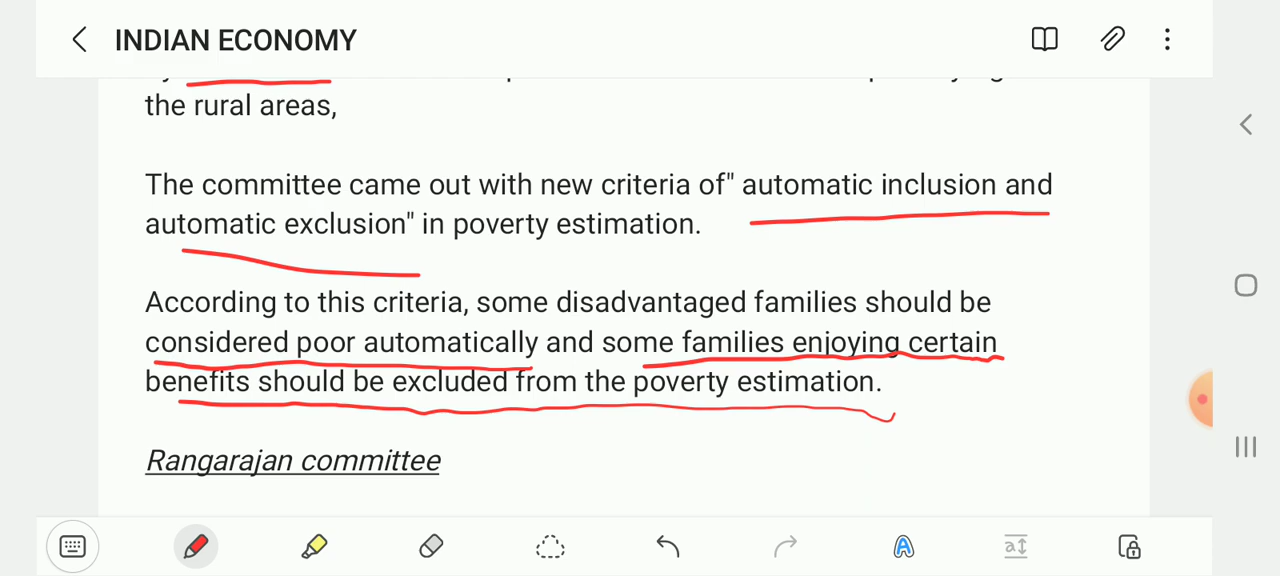 INDIAN ECONOMY
the rural areas,
The committee came out with new criteria of" automatic inclusion and
automatic exclusion" in poverty estimation.
According to this criteria, some disadvantaged families should be
considered poor automatically and some families enjoying certain
benefits should be excluded from the poverty estimation.
Rangarajan committee